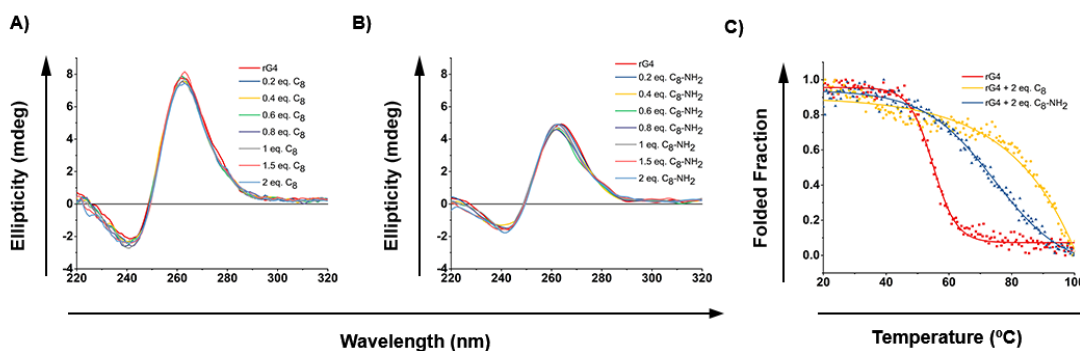 A)
Ellipticity (mdeg)
8
6
4
2
0
-2
-4
220
240
260
280
300
320
rG4
0.2 eq. C8
0.4 eq. C8
0.6 eq. C8
0.8 eq. C8
1 eq. C8
1.5 eq. C8
2 eq. C8
B)
Ellipticity (mdeg)
8
6
4
2
0
-2
-4
220
240
260
280
300
320
rG4
0.2 eq. C8-NH2
0.4 eq. C8-NH2
0.6 eq. C8-NH2
0.8 eq. C8-NH2
1 eq. C8-NH2
1.5 eq. C8-NH2
2 eq. C8-NH2
Wavelength (nm)
C)
Folded Fraction
1.0
0.8
0.6
0.4
0.2
0.0
20
40
60
80
100
rG4
rG4 + 2 eq. C8
rG4 + 2 eq. C8-NH2
Temperature (ºC)